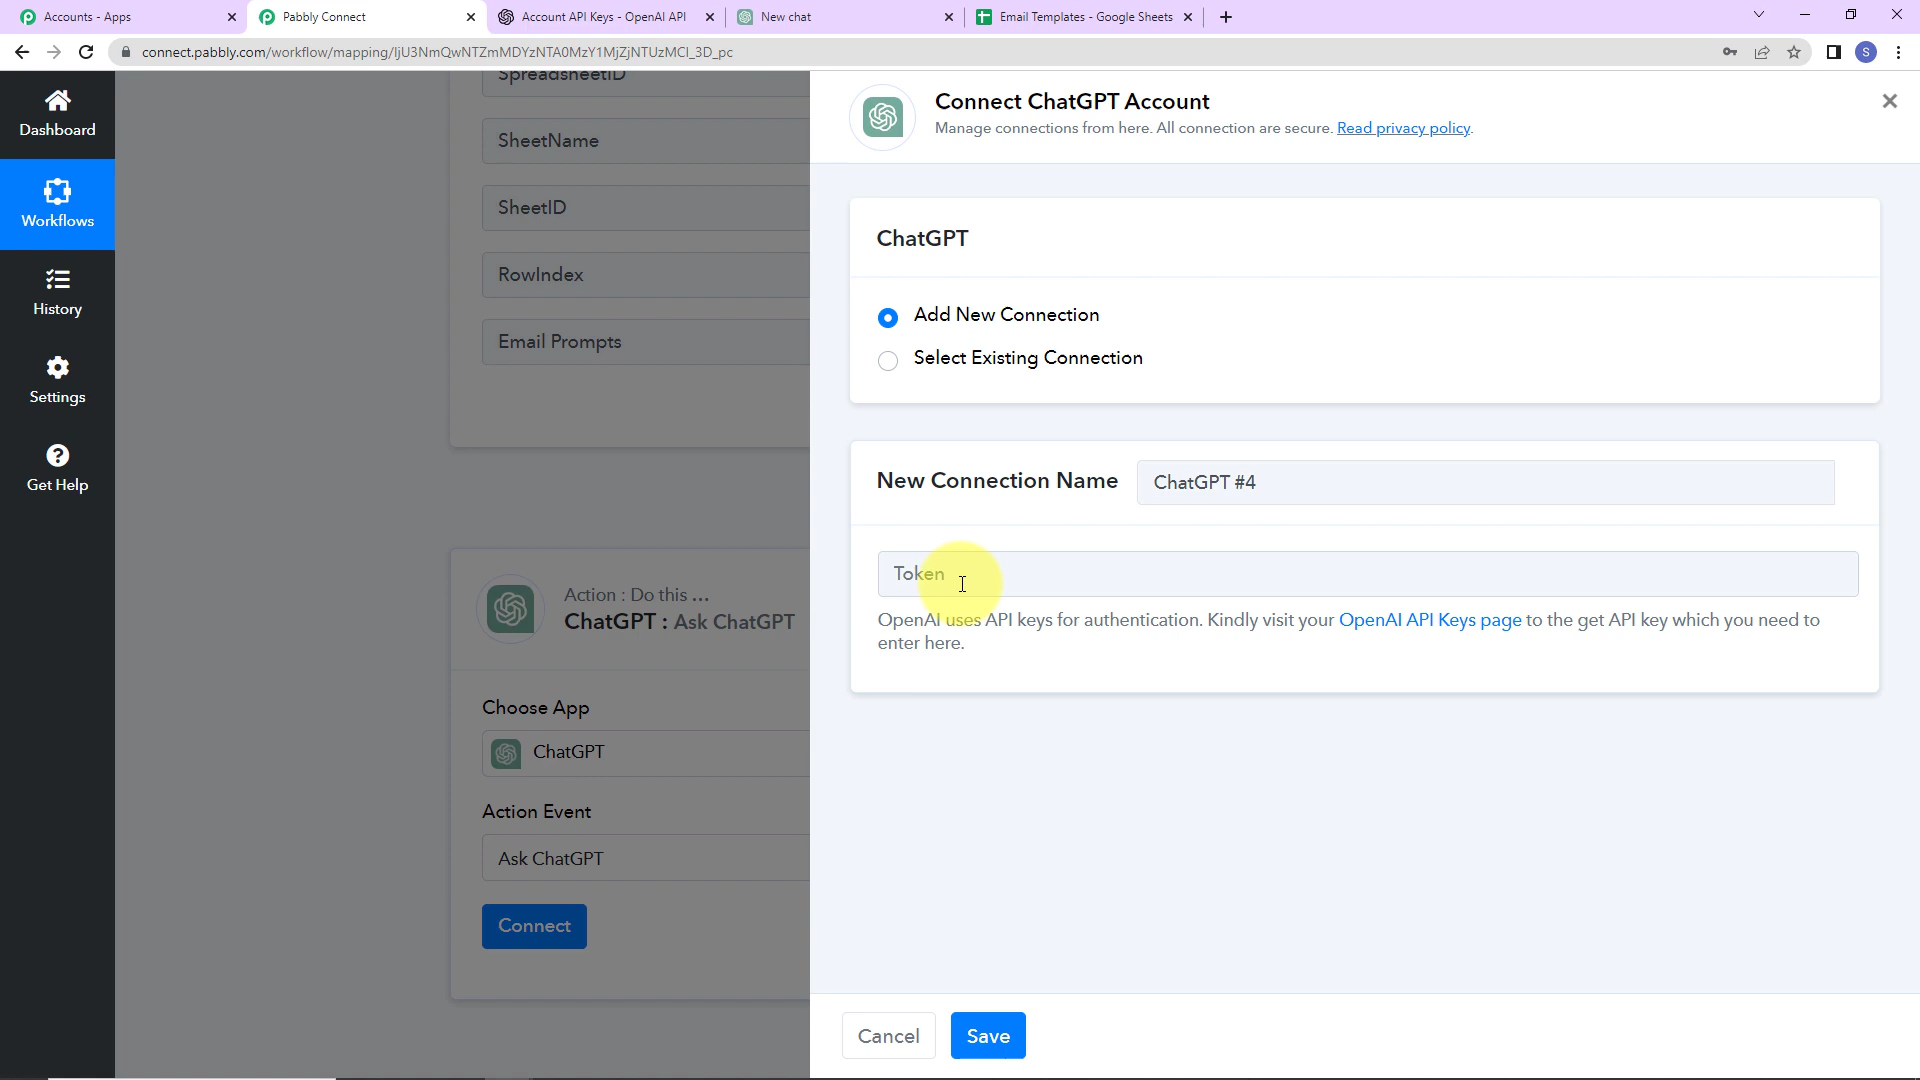 Accounts - Apps
Pabbly Connect
Account API Keys - OpenAI API
New chat
Email Templates - Google Sheets
connect.pabbly.com/workflow/mapping/IjU3NmQwNTZmMDYzNTA0MzY1MjZjNTUzMCI_3D_pc
S
Dashboard
Workflows
History
Settings
Get Help
SpreadsheetID
SheetName
SheetID
RowIndex
Email Prompts
Action : Do this ...
ChatGPT : Ask ChatGPT
Choose App
ChatGPT
Action Event
Ask ChatGPT
Connect
Connect ChatGPT Account
Manage connections from here. All connection are secure. Read privacy policy.
ChatGPT
Add New Connection
Select Existing Connection
New Connection Name
ChatGPT #4
Token
OpenAI uses API keys for authentication. Kindly visit your OpenAI API Keys page to the get API key which you need to
enter here.
Cancel
Save